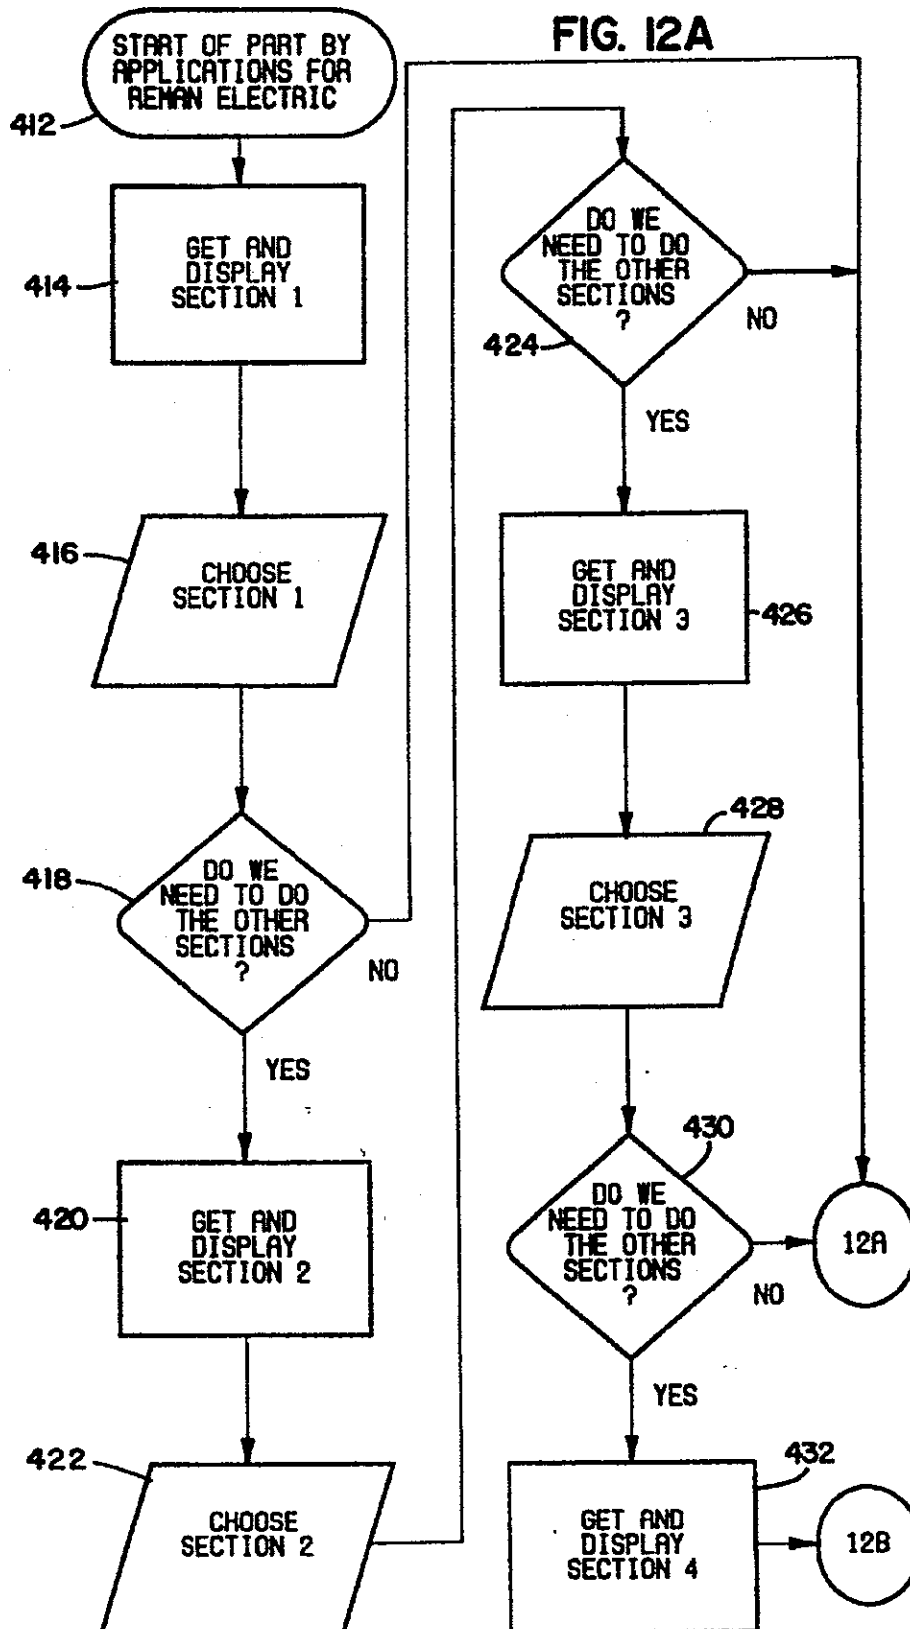 FIG. 12A
START OF PART BY
APPLICATIONS FOR
REMAN ELECTRIC
412
GET AND
DISPLAY
SECTION 1
414
416
CHOOSE
SECTION 1
418
DO WE
NEED TO DO
THE OTHER
SECTIONS
?
NO
YES
420
GET AND
DISPLAY
SECTION 2
422
CHOOSE
SECTION 2
DO WE
NEED TO DO
THE OTHER
SECTIONS
?
424
NO
YES
GET AND
DISPLAY
SECTION 3
426
428
CHOOSE
SECTION 3
430
DO WE
NEED TO DO
THE OTHER
SECTIONS
?
NO
12A
YES
432
GET AND
DISPLAY
SECTION 4
12B